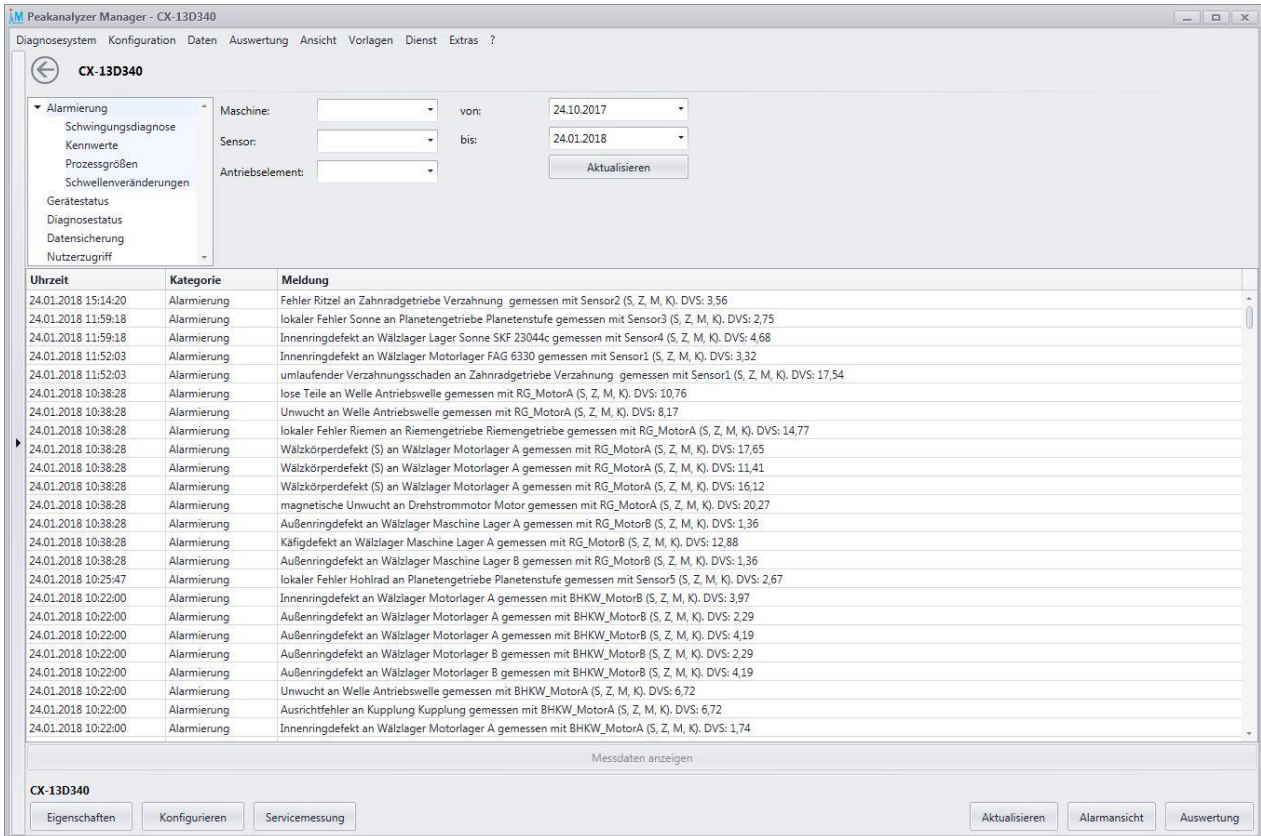 Peakanalyzer Manager - CX-13D340
Diagnosesystem Konfiguration Daten Auswertung Ansicht Vorlagen Dienst Extras ?
CX-13D340
Alarmierung
Schwingungsdiagnose
Kennwerte
Prozessgrößen
Schwellenveränderungen
Gerätestatus
Diagnosestatus
Datensicherung
Nutzerzugriff
Maschine: von: 24.10.2017
Sensor: bis: 24.01.2018
Antriebselement: Aktualisieren
Uhrzeit Kategorie Meldung
24.01.2018 15:14:20 Alarmierung Fehler Ritzel an Zahnradgetriebe Verzahnung gemessen mit Sensor2 (S, Z, M, K). DVS: 3,56
24.01.2018 11:59:18 Alarmierung lokaler Fehler Sonne an Planetengetriebe Planetenstufe gemessen mit Sensor3 (S, Z, M, K). DVS: 2,75
24.01.2018 11:59:18 Alarmierung Innenringdefekt an Wälzlager Lager Sonne SKF 23044c gemessen mit Sensor4 (S, Z, M, K). DVS: 4,68
24.01.2018 11:52:03 Alarmierung Innenringdefekt an Wälzlager Motorlager FAG 6330 gemessen mit Sensor1 (S, Z, M, K). DVS: 3,32
24.01.2018 11:52:03 Alarmierung umlaufender Verzahnungsschaden an Zahnradgetriebe Verzahnung gemessen mit Sensor1 (S, Z, M, K). DVS: 17,54
24.01.2018 10:38:28 Alarmierung lose Teile an Welle Antriebswelle gemessen mit RG_MotorA (S, Z, M, K). DVS: 10,76
24.01.2018 10:38:28 Alarmierung Unwucht an Welle Antriebswelle gemessen mit RG_MotorA (S, Z, M, K). DVS: 8,17
24.01.2018 10:38:28 Alarmierung lokaler Fehler Riemen an Riemengetriebe Riemengetriebe gemessen mit RG_MotorA (S, Z, M, K). DVS: 14,77
24.01.2018 10:38:28 Alarmierung Wälzkörperdefekt (S) an Wälzlager Motorlager A gemessen mit RG_MotorA (S, Z, M, K). DVS: 17,65
24.01.2018 10:38:28 Alarmierung Wälzkörperdefekt (S) an Wälzlager Motorlager A gemessen mit RG_MotorA (S, Z, M, K). DVS: 11,41
24.01.2018 10:38:28 Alarmierung Wälzkörperdefekt (S) an Wälzlager Motorlager A gemessen mit RG_MotorA (S, Z, M, K). DVS: 16,12
24.01.2018 10:38:28 Alarmierung magnetische Unwucht an Drehstrommotor Motor gemessen mit RG_MotorA (S, Z, M, K). DVS: 20,27
24.01.2018 10:38:28 Alarmierung Außenringdefekt an Wälzlager Maschine Lager A gemessen mit RG_MotorB (S, Z, M, K). DVS: 1,36
24.01.2018 10:38:28 Alarmierung Käfigdefekt an Wälzlager Maschine Lager A gemessen mit RG_MotorB (S, Z, M, K). DVS: 12,88
24.01.2018 10:38:28 Alarmierung Außenringdefekt an Wälzlager Maschine Lager B gemessen mit RG_MotorB (S, Z, M, K). DVS: 1,36
24.01.2018 10:25:47 Alarmierung lokaler Fehler Hohlrad an Planetengetriebe Planetenstufe gemessen mit Sensor5 (S, Z, M, K). DVS: 2,67
24.01.2018 10:22:00 Alarmierung Innenringdefekt an Wälzlager Motorlager A gemessen mit BHKW_MotorB (S, Z, M, K). DVS: 3,97
24.01.2018 10:22:00 Alarmierung Außenringdefekt an Wälzlager Motorlager A gemessen mit BHKW_MotorB (S, Z, M, K). DVS: 2,29
24.01.2018 10:22:00 Alarmierung Außenringdefekt an Wälzlager Motorlager A gemessen mit BHKW_MotorB (S, Z, M, K). DVS: 4,19
24.01.2018 10:22:00 Alarmierung Außenringdefekt an Wälzlager Motorlager B gemessen mit BHKW_MotorB (S, Z, M, K). DVS: 2,29
24.01.2018 10:22:00 Alarmierung Außenringdefekt an Wälzlager Motorlager B gemessen mit BHKW_MotorB (S, Z, M, K). DVS: 4,19
24.01.2018 10:22:00 Alarmierung Unwucht an Welle Antriebswelle gemessen mit BHKW_MotorA (S, Z, M, K). DVS: 6,72
24.01.2018 10:22:00 Alarmierung Ausrichtfehler an Kupplung Kupplung gemessen mit BHKW_MotorA (S, Z, M, K). DVS: 6,72
24.01.2018 10:22:00 Alarmierung Innenringdefekt an Wälzlager Motorlager A gemessen mit BHKW_MotorA (S, Z, M, K). DVS: 1,74
Messdaten anzeigen
CX-13D340
Eigenschaften Konfigurieren Servicemessung Aktualisieren Alarmansicht Auswertung